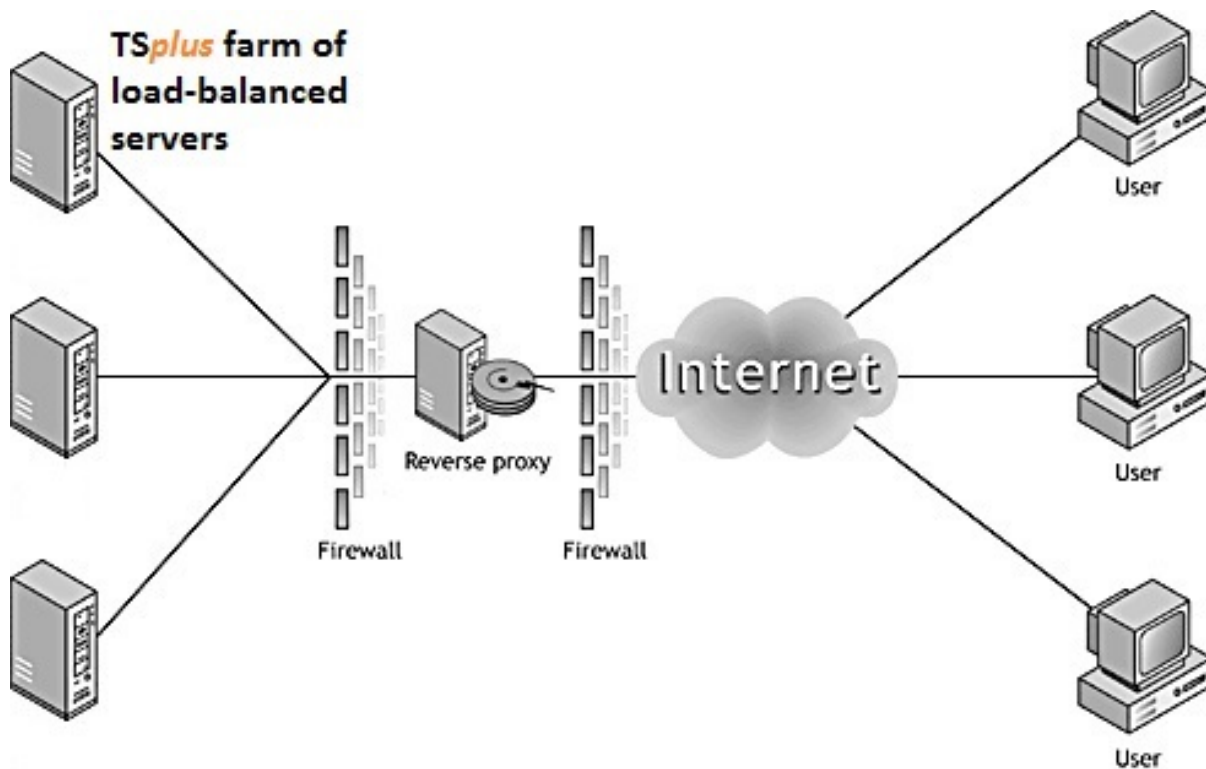 TSplus farm of
load-balanced
servers
User
Internet
User
Reverse proxy
Firewall
Firewall
User